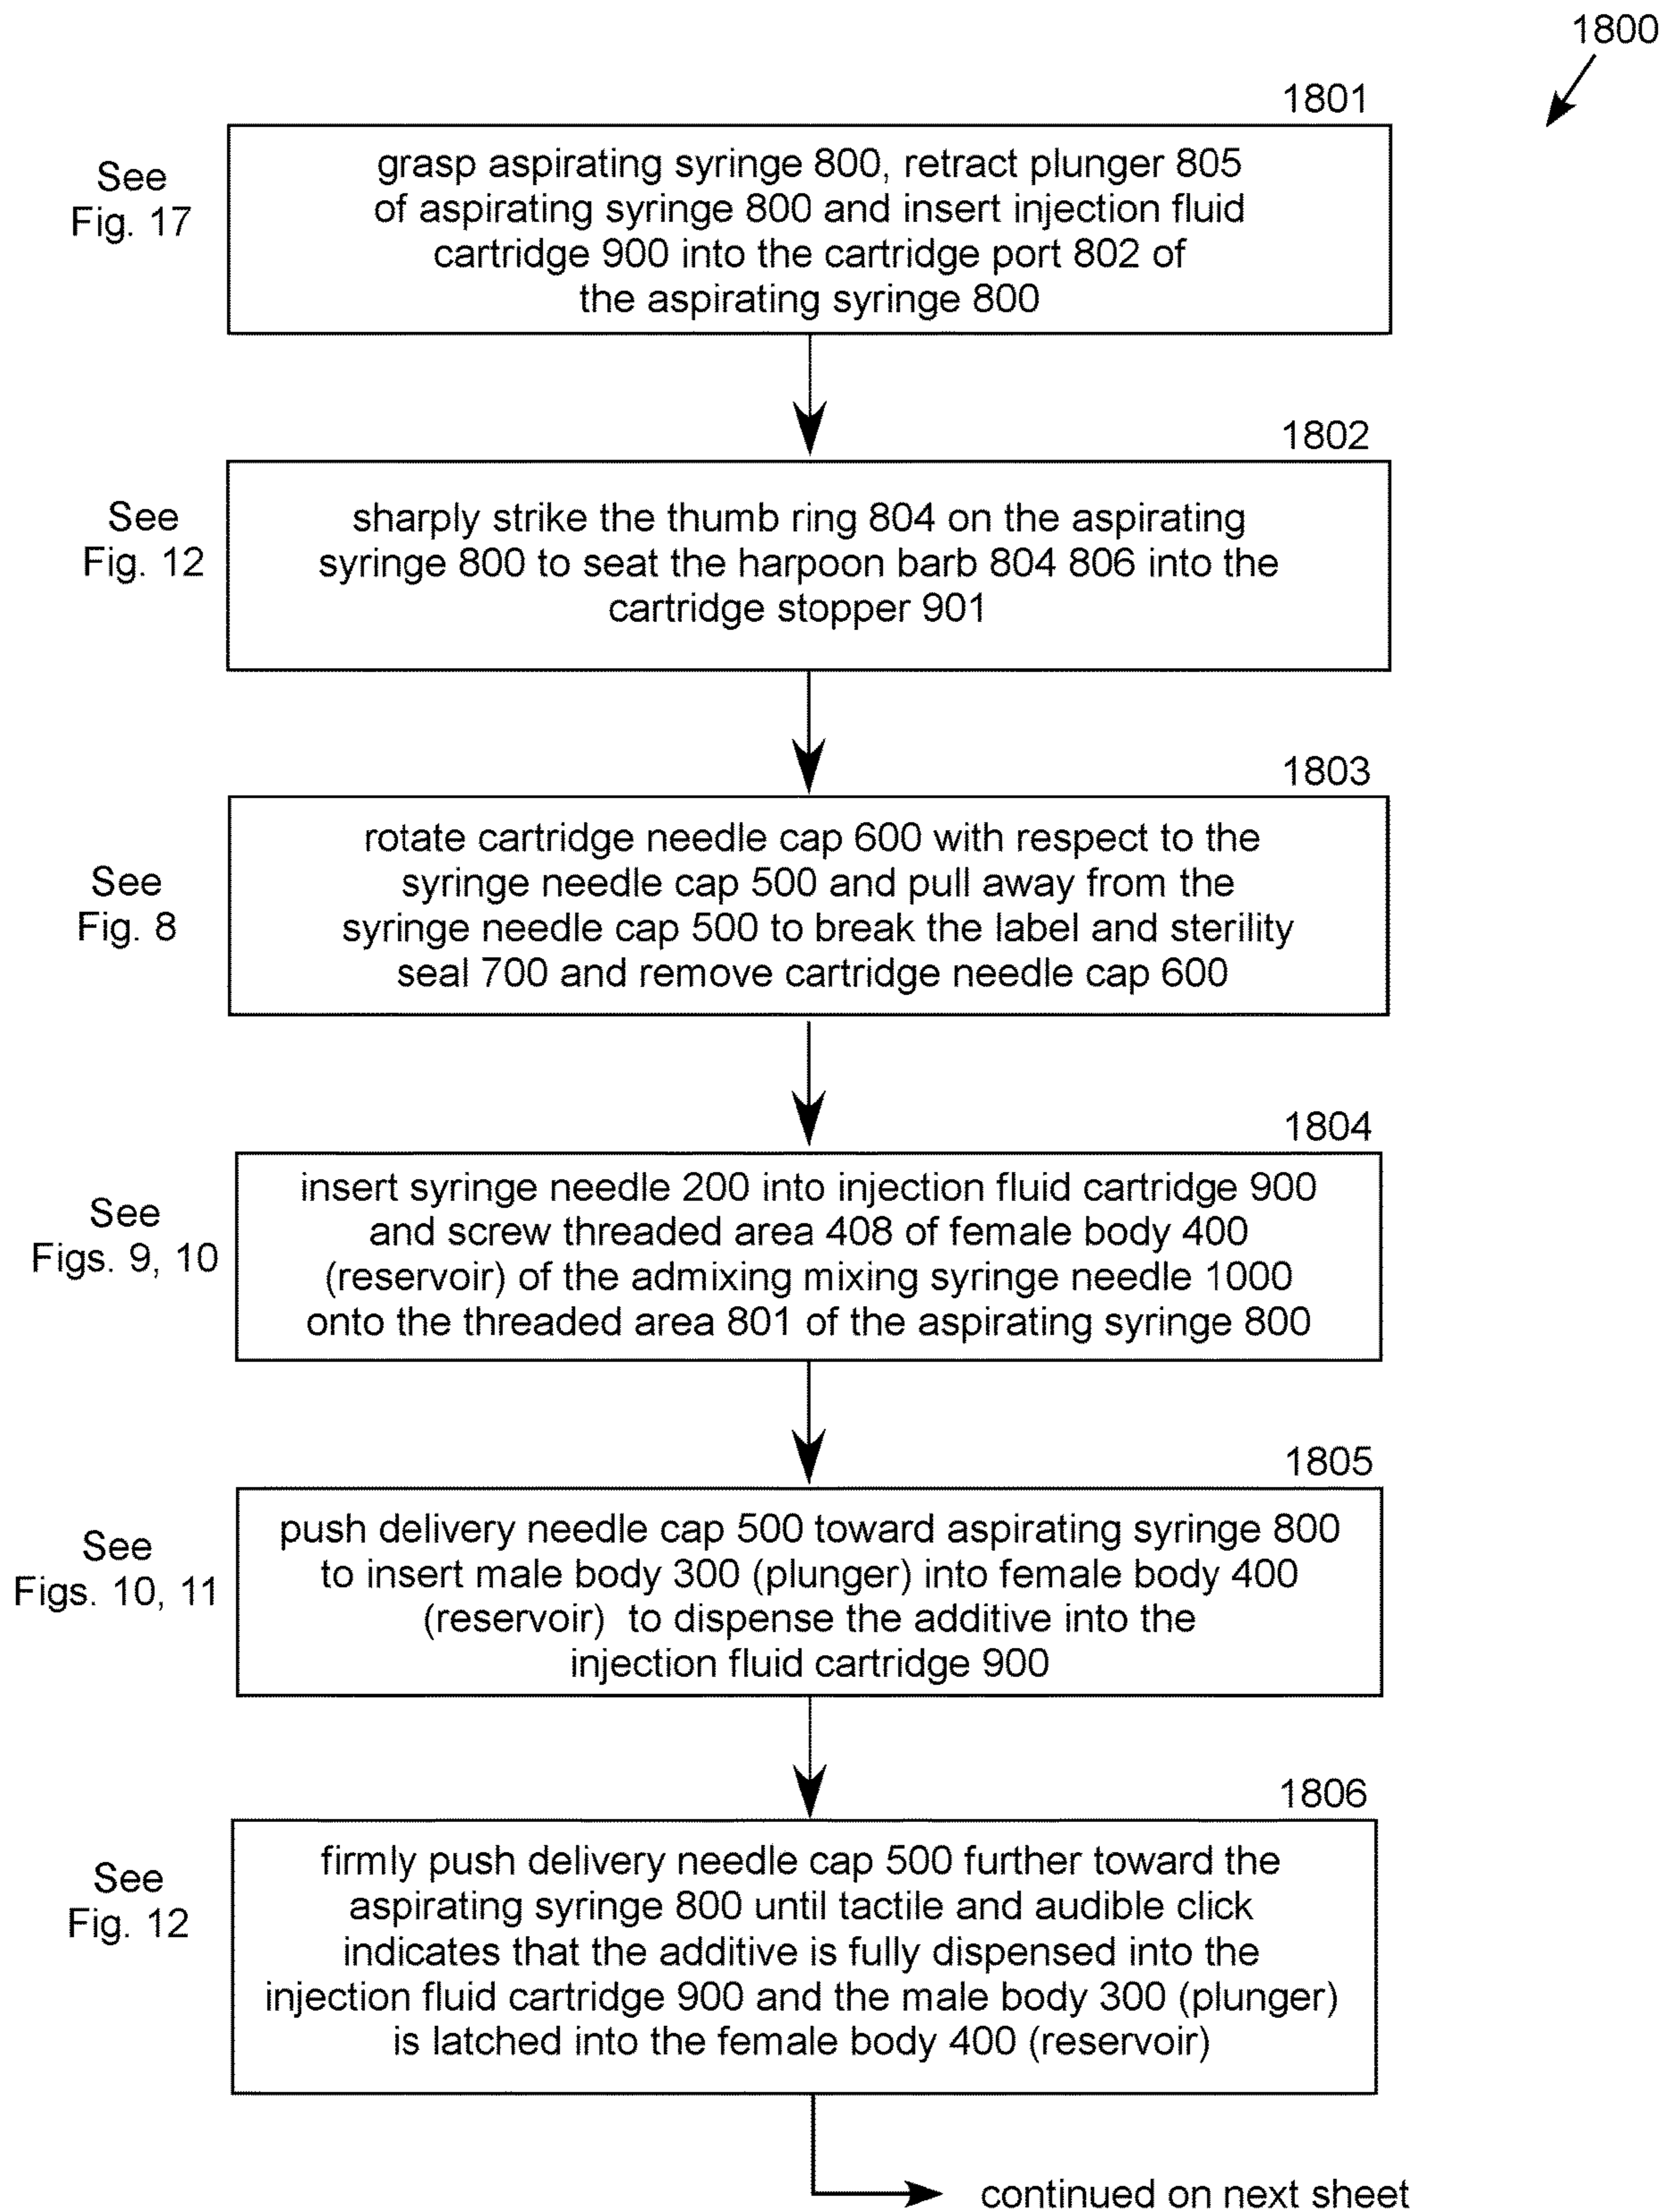 1800
1801
See
Fig. 17
grasp aspirating syringe 800, retract plunger 805
of aspirating syringe 800 and insert injection fluid
cartridge 900 into the cartridge port 802 of
the aspirating syringe 800
1802
See
Fig. 12
sharply strike the thumb ring 804 on the aspirating
syringe 800 to seat the harpoon barb 804 806 into the
cartridge stopper 901
1803
See
Fig. 8
rotate cartridge needle cap 600 with respect to the
syringe needle cap 500 and pull away from the
syringe needle cap 500 to break the label and sterility
seal 700 and remove cartridge needle cap 600
1804
See
Figs. 9, 10
insert syringe needle 200 into injection fluid cartridge 900
and screw threaded area 408 of female body 400
(reservoir) of the admixing mixing syringe needle 1000
onto the threaded area 801 of the aspirating syringe 800
1805
See
Figs. 10, 11
push delivery needle cap 500 toward aspirating syringe 800
to insert male body 300 (plunger) into female body 400
(reservoir) to dispense the additive into the
injection fluid cartridge 900
1806
See
Fig. 12
firmly push delivery needle cap 500 further toward the
aspirating syringe 800 until tactile and audible click
indicates that the additive is fully dispensed into the
injection fluid cartridge 900 and the male body 300 (plunger)
is latched into the female body 400 (reservoir)
continued on next sheet